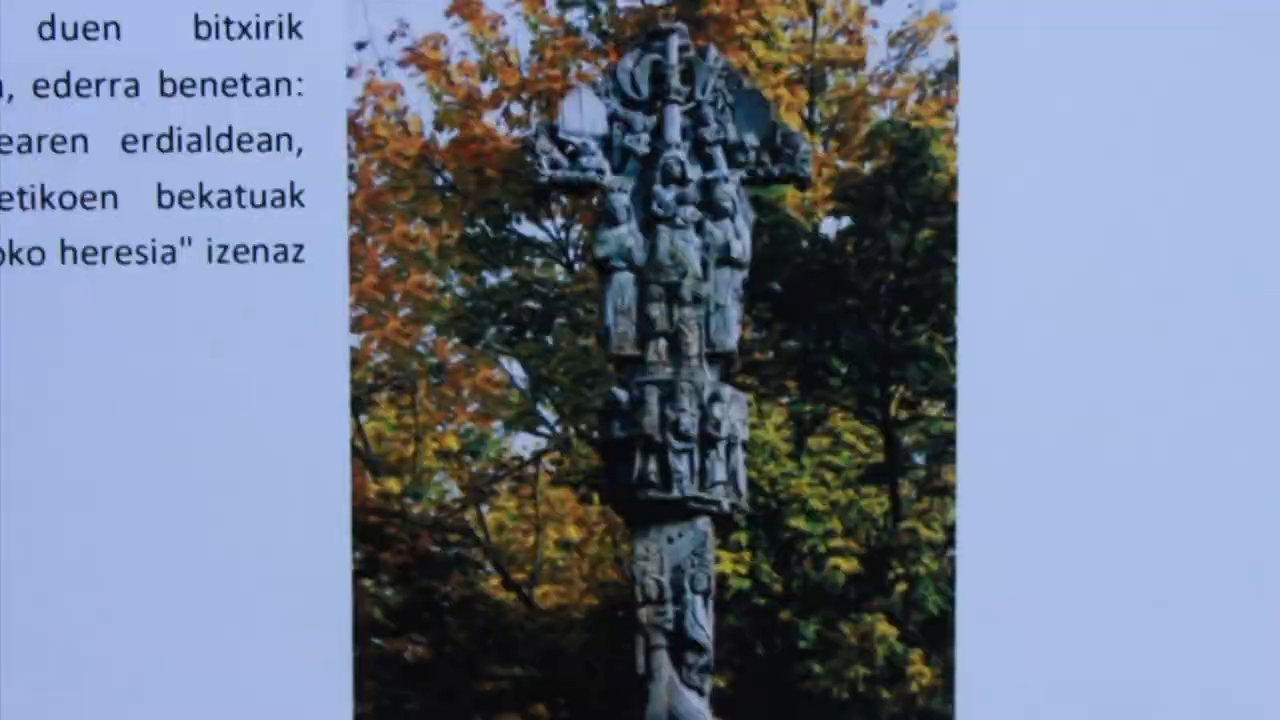 duen bitxirik
, ederra benetan:
earen erdialdean,
etikoen bekatuak
oko heresia" izenaz